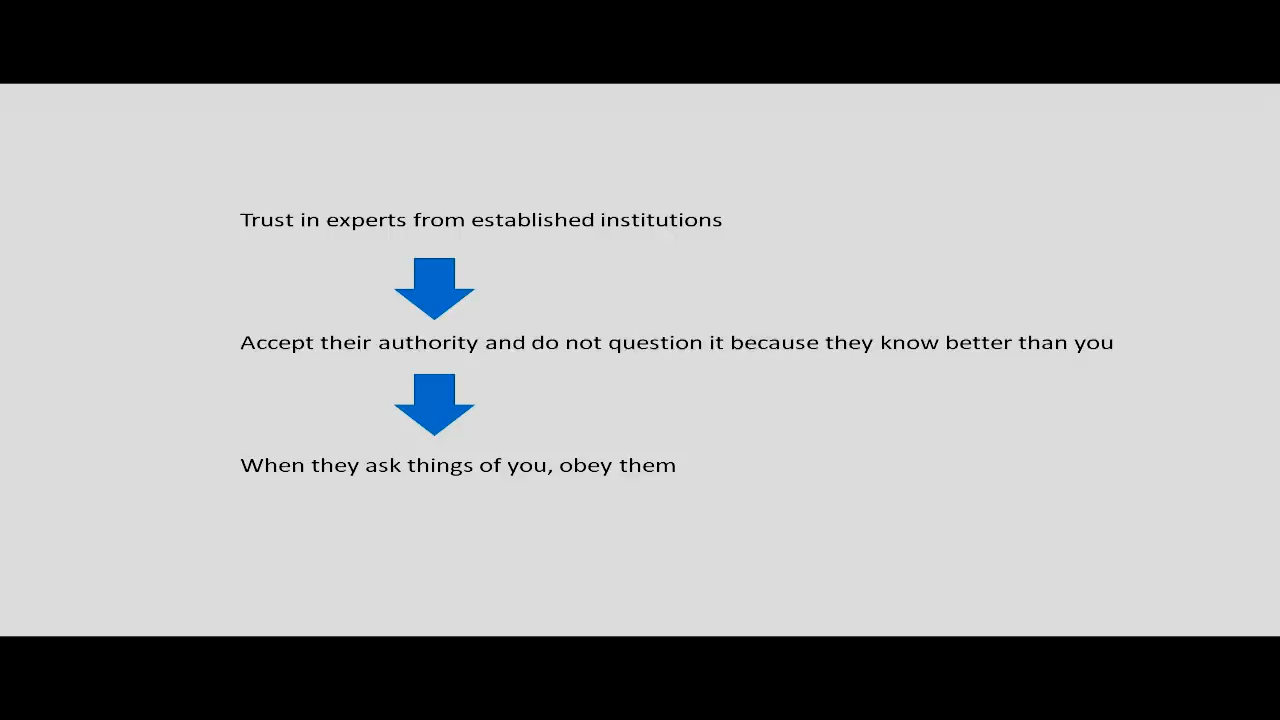 Trust in experts from established institutions
Accept their authority and do not question it because they know better than you
When they ask things of you, obey them